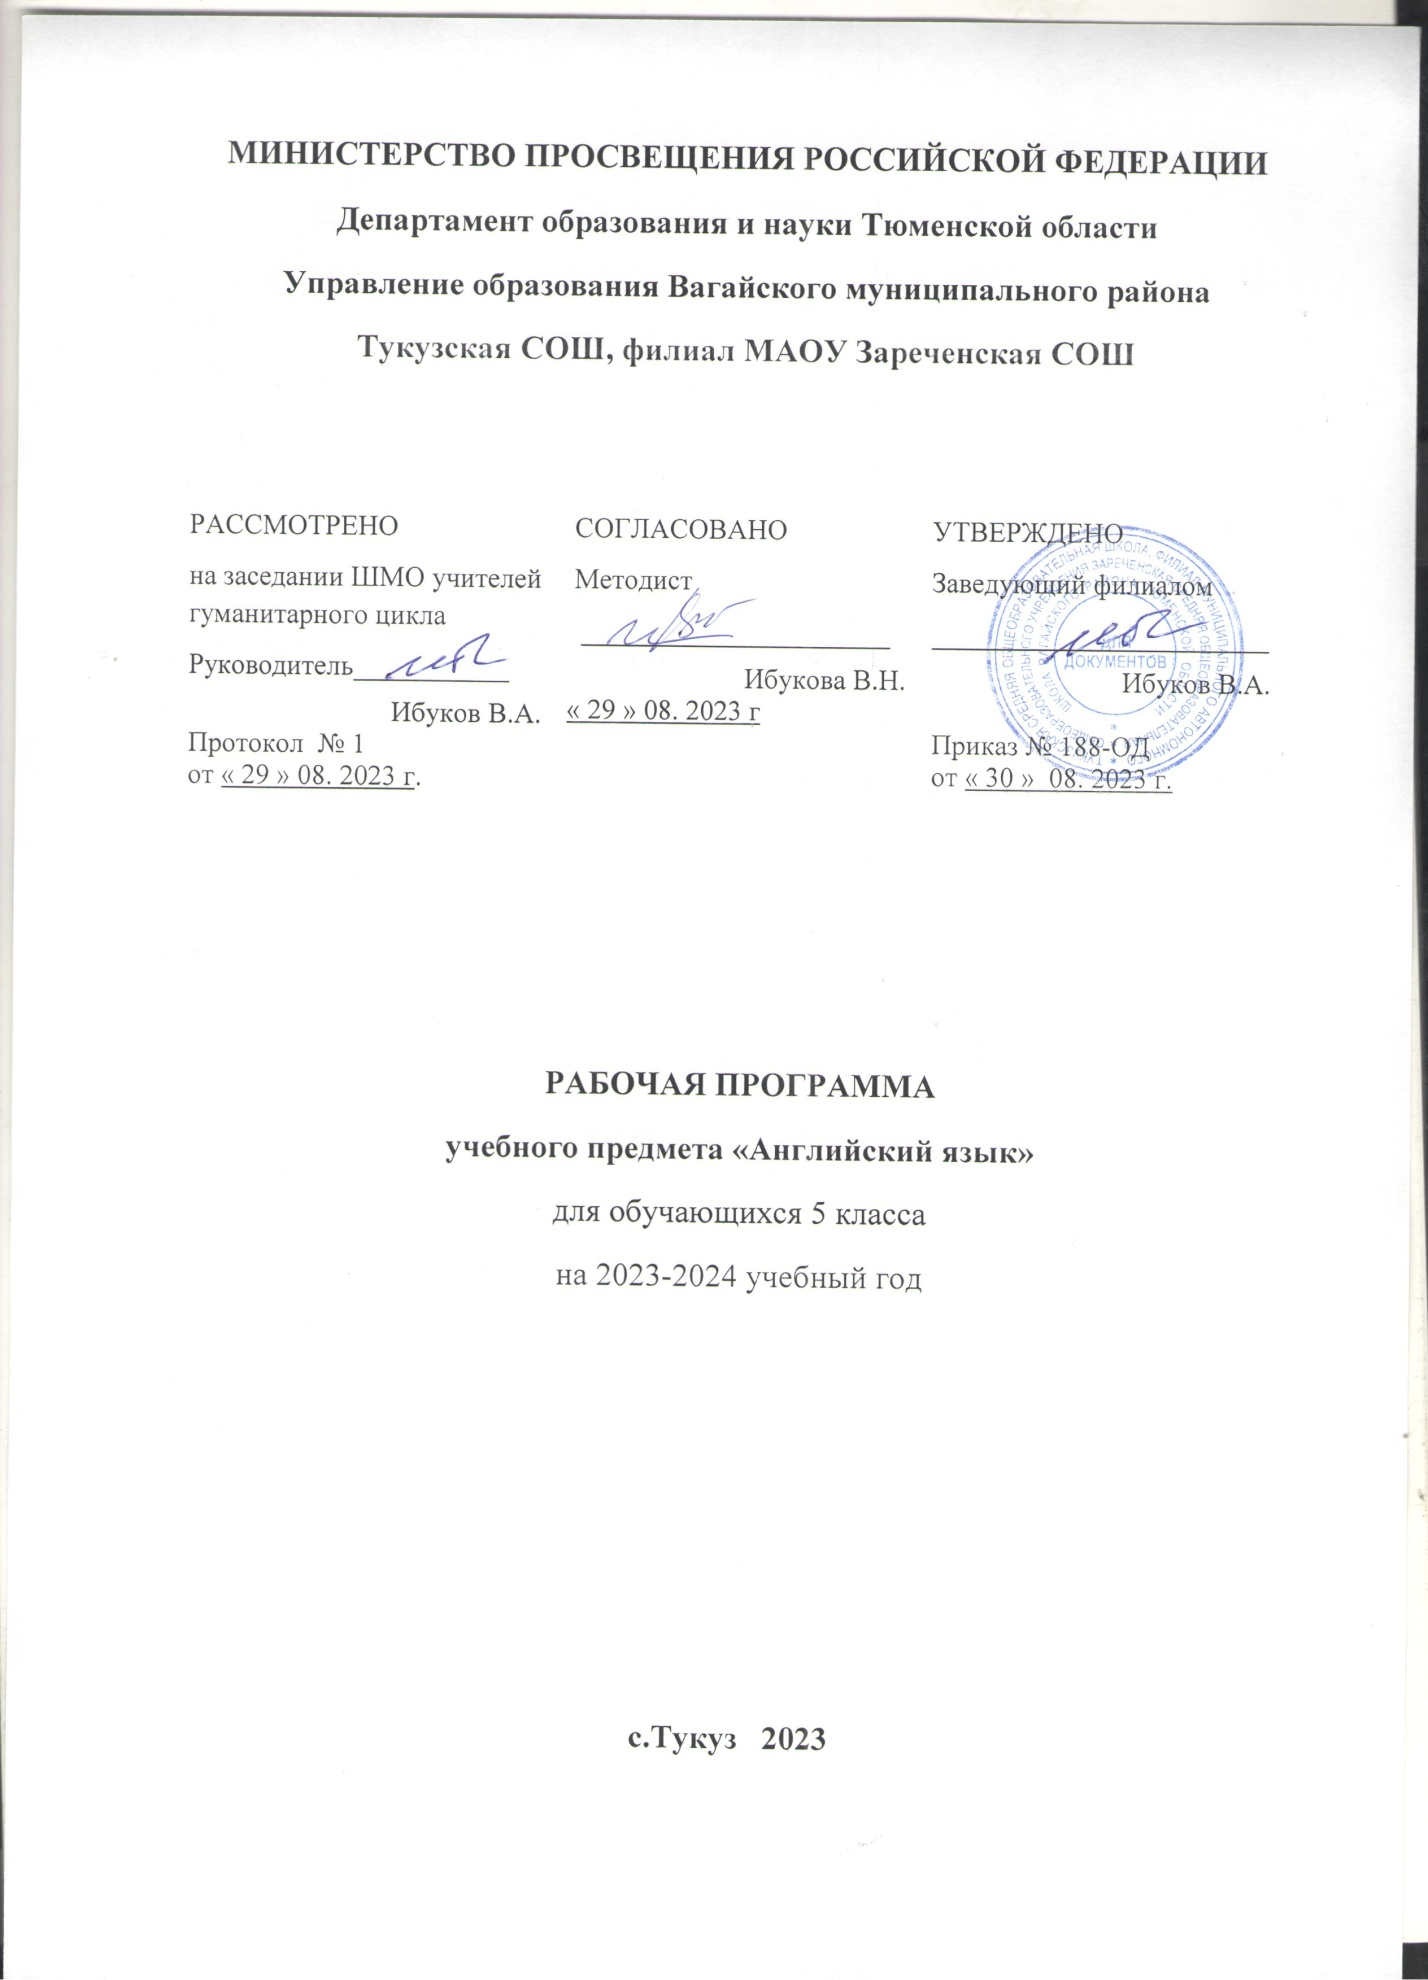 МИНИСТЕРСТВО ПРОСВЕЩЕНИЯ РОССИЙСКОЙ ФЕДЕРАЦИИ
Департамент образования и науки Тюменской области
Управление образования Вагайского муниципального района
Тукузская СОШ, филиал МАОУ Зареченская СОШ
РАССМОТРЕНО
на заседании ШМО учителей
гуманитарного цикла
Руководитель___________
Ибуков В.А.
Протокол № 1
от « 29 » 08. 2023 г.
СОГЛАСОВАНО
Методист
Ибукова В.Н.
« 29 » 08. 2023 г
УТВЕРЖДЕНО
Заведующий филиалом
ДЛЯ
ДОКУМЕНТОВ
Ибуков В.А.
Приказ № 188-ОД
от « 30 » 08. 2023 г.
РАБОЧАЯ ПРОГРАММА
учебного предмета «Английский язык»
для обучающихся 5 класса
на 2023-2024 учебный год
с.Тукуз 2023